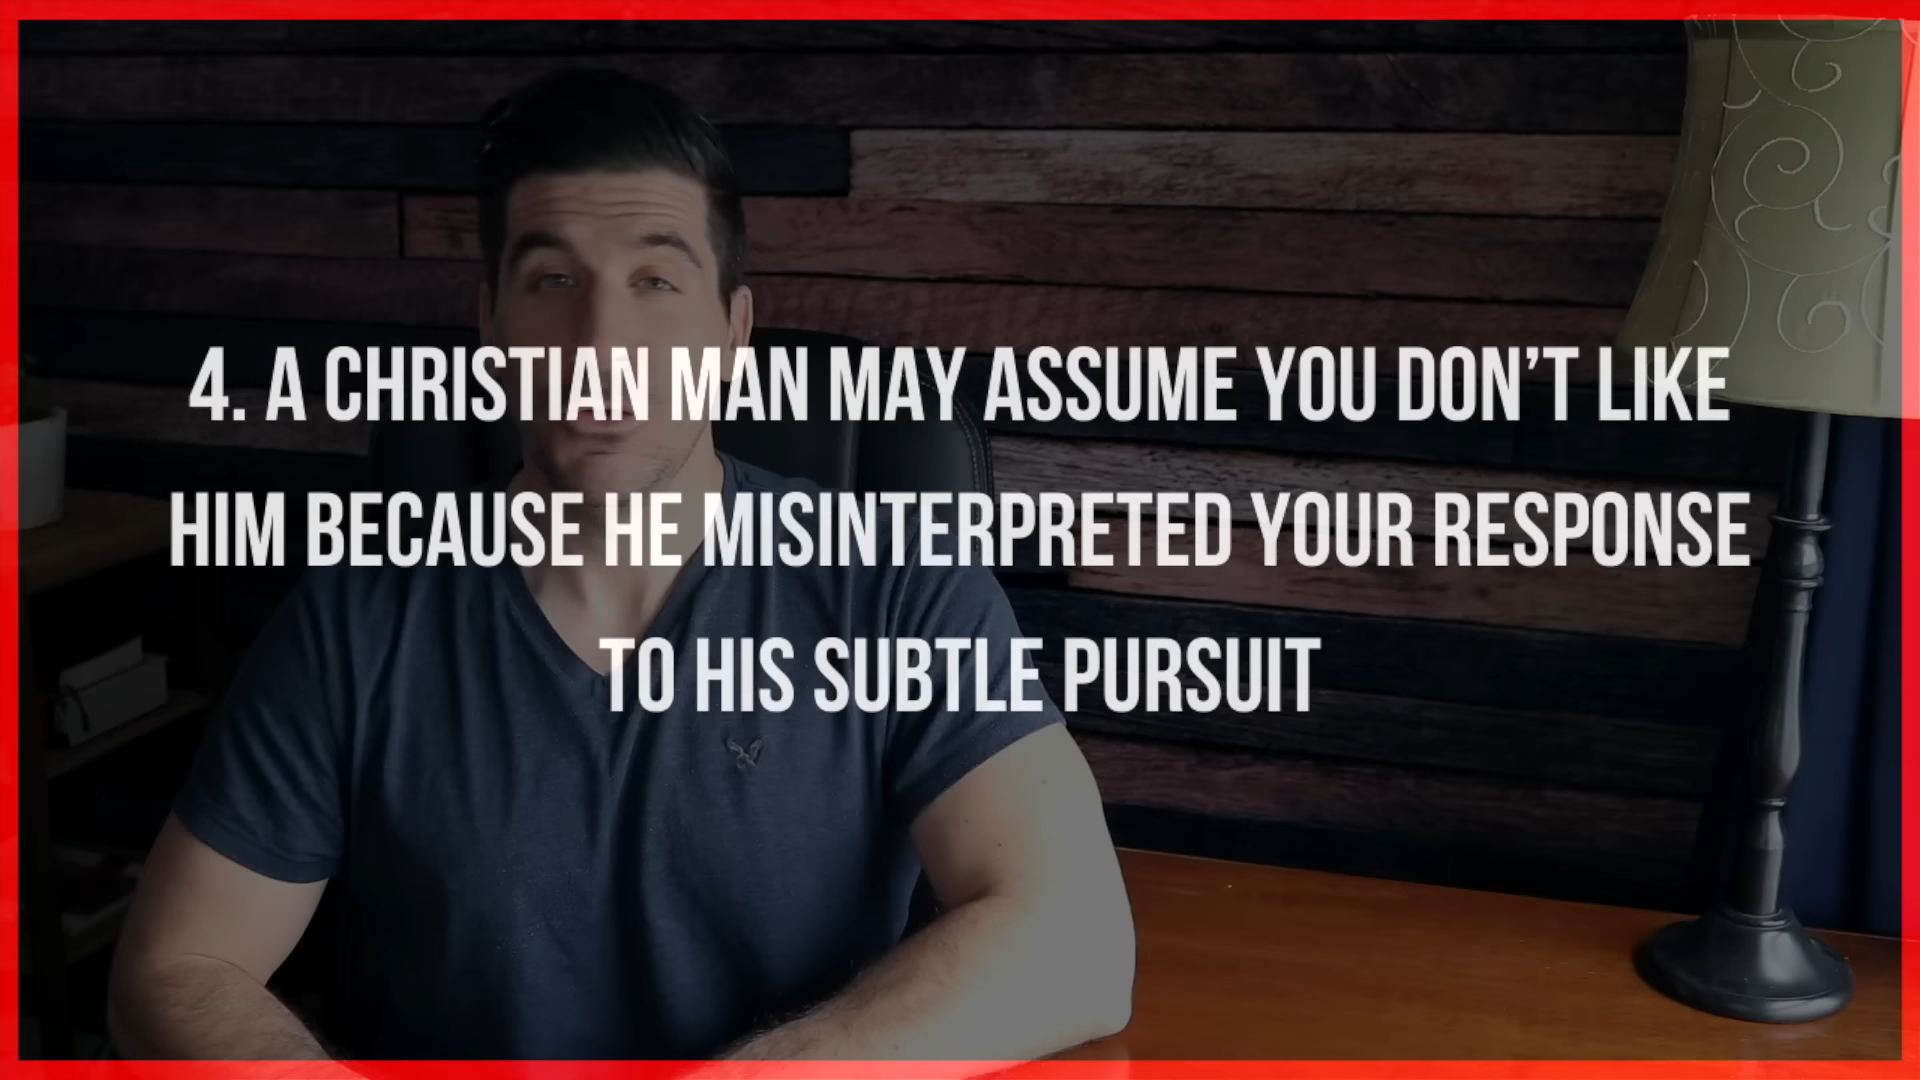 4. A CHRISTIAN MAN MAY ASSUME YOU DON’T LIKE
HIM BECAUSE HE MISINTERPRETED YOUR RESPONSE
TO HIS SUBTLE PURSUIT